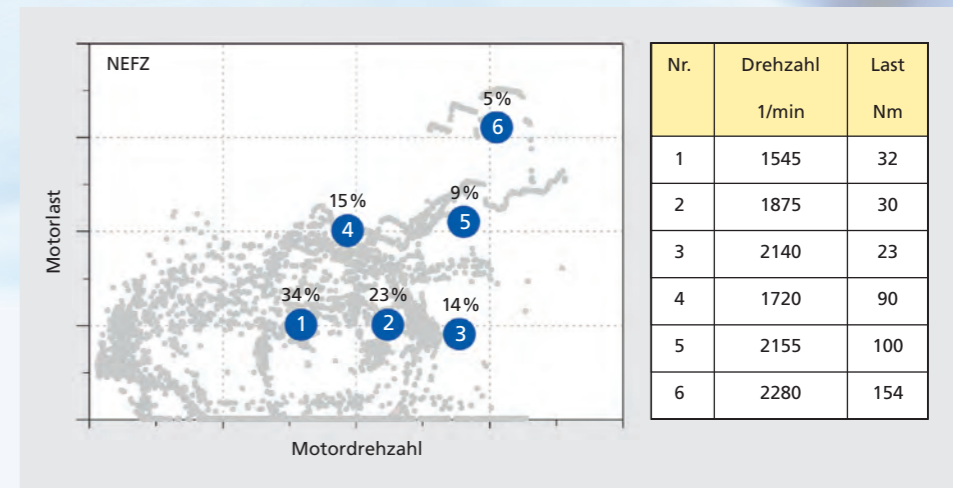 NEFZ
5%
6
15%
4
9%
5
34%
1
23%
2
14%
3
Motorlast
Motordrehzahl
Nr. Drehzahl Last
1/min Nm
1 1545 32
2 1875 30
3 2140 23
4 1720 90
5 2155 100
6 2280 154